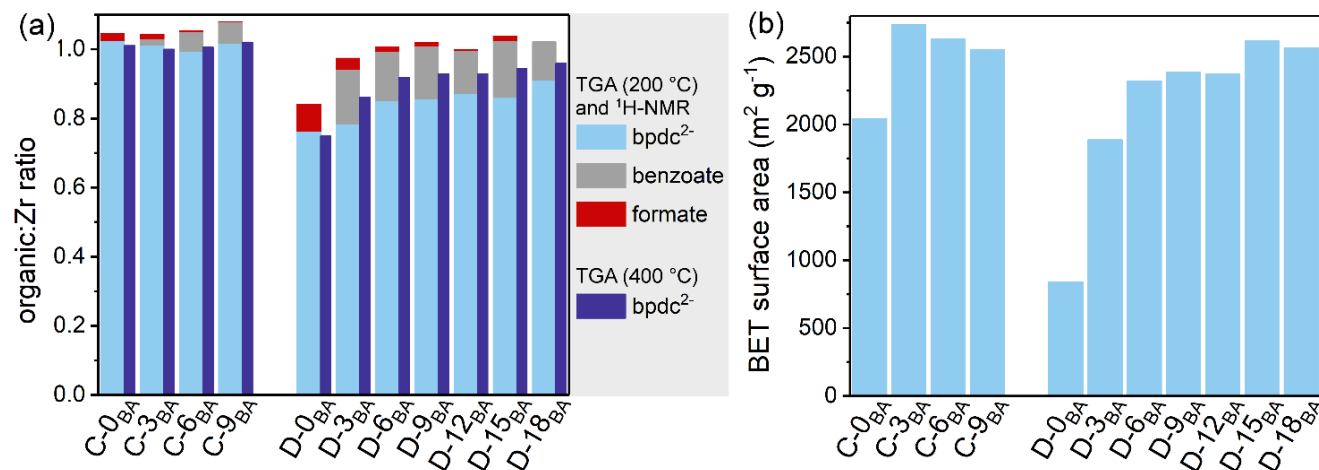 (a)
organic:Zr ratio
1.0
0.8
0.6
0.4
0.2
0.0
C-0BA
C-3BA
C-6BA
C-9BA
D-0BA
D-3BA
D-6BA
D-9BA
D-12BA
D-15BA
D-18BA
TGA (200 °C)
and ¹H-NMR
bpdc²⁻
benzoate
formate
TGA (400 °C)
bpdc²⁻
(b)
BET surface area (m² g⁻¹)
2500
2000
1500
1000
500
0
C-0BA
C-3BA
C-6BA
C-9BA
D-0BA
D-3BA
D-6BA
D-9BA
D-12BA
D-15BA
D-18BA